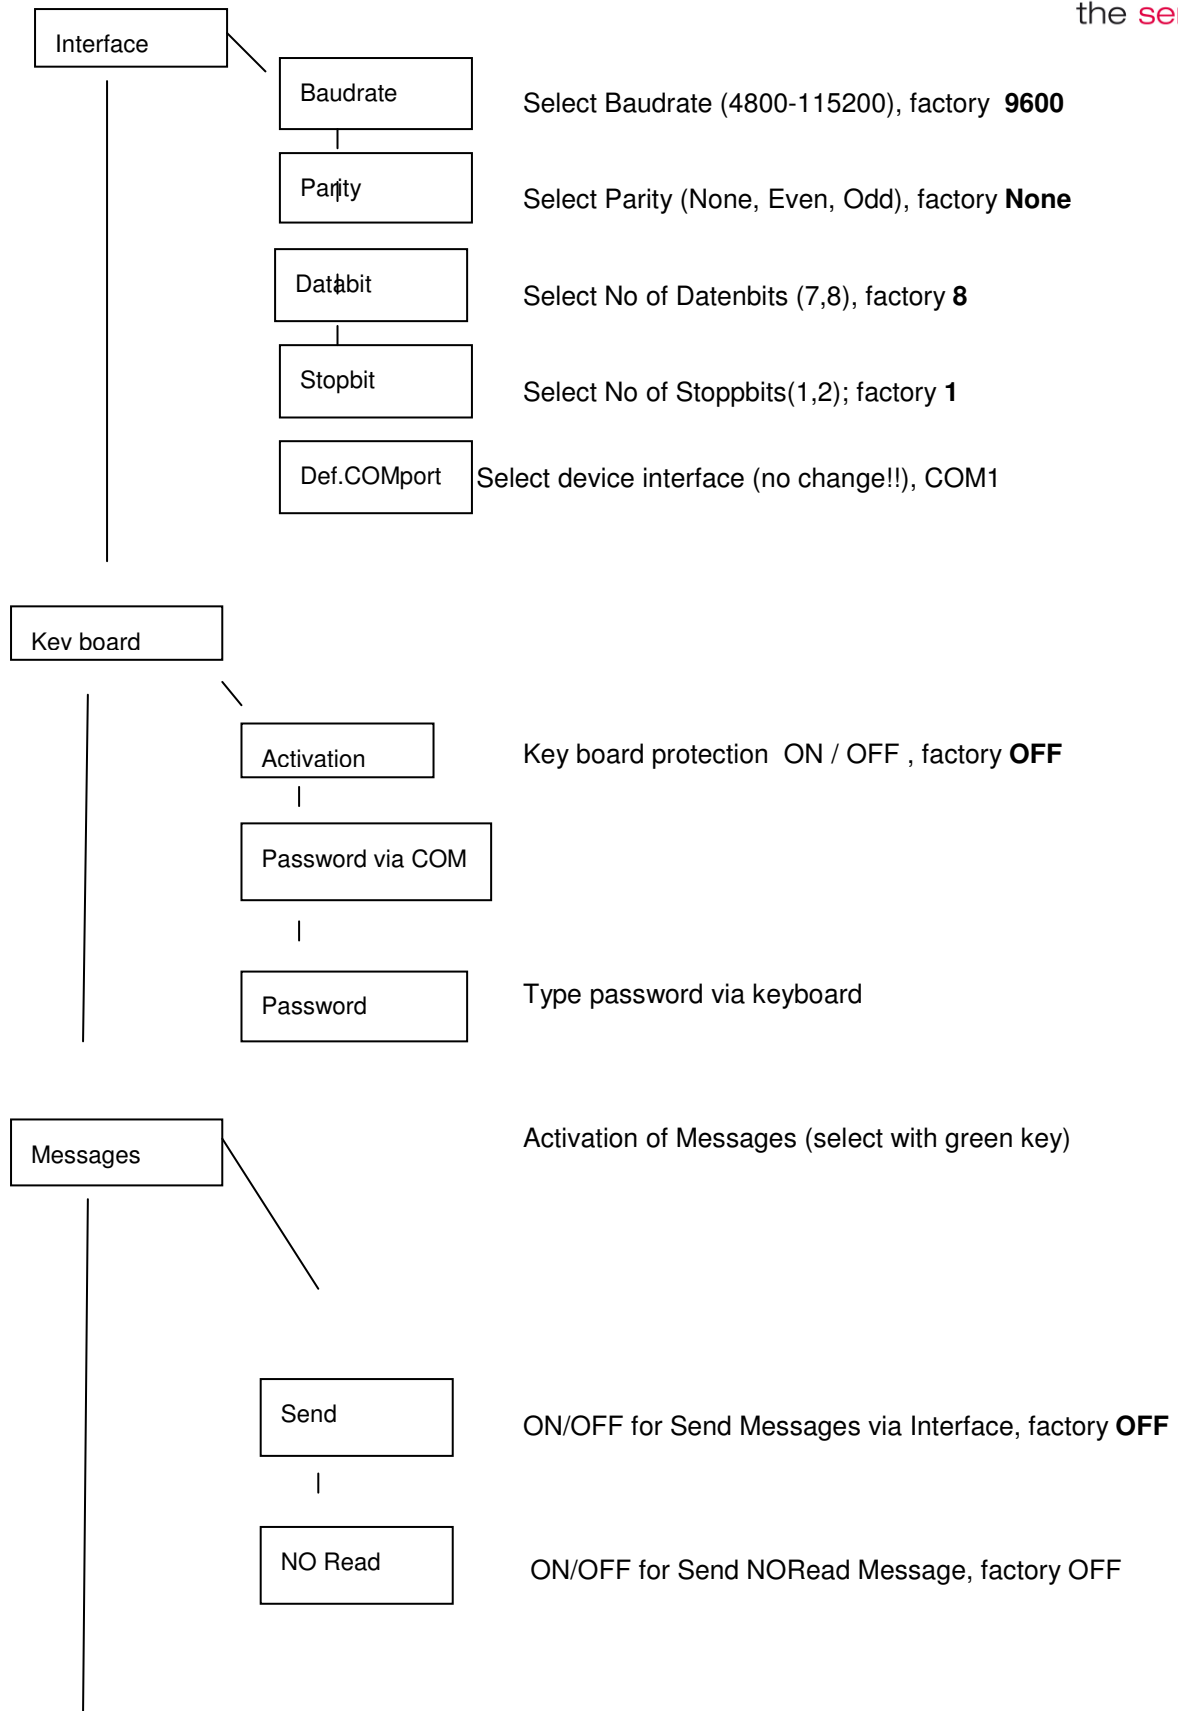 the se
Interface
Baudrate
Select Baudrate (4800-115200), factory 9600
Parity
Select Parity (None, Even, Odd), factory None
Databit
Select No of Datenbits (7,8), factory 8
Stopbit
Select No of Stoppbits(1,2); factory 1
Def.COMport
Select device interface (no change!!), COM1
Key board
Activation
Key board protection ON / OFF , factory OFF
Password via COM
Password
Type password via keyboard
Messages
Activation of Messages (select with green key)
Send
ON/OFF for Send Messages via Interface, factory OFF
NO Read
ON/OFF for Send NORead Message, factory OFF